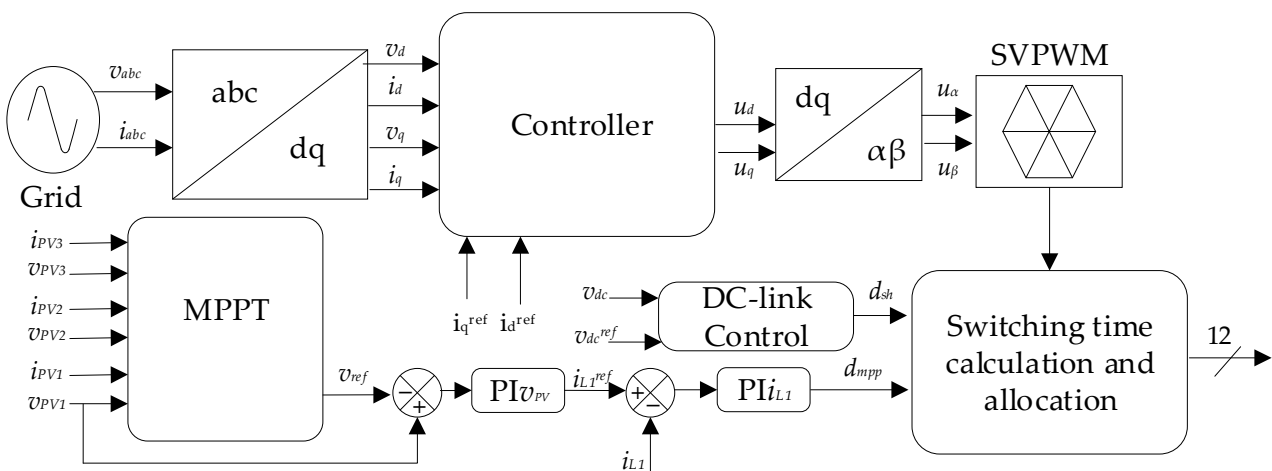 v_abc
i_abc
Grid
abc
dq
v_d
i_d
v_q
i_q
Controller
i_q^ref
i_d^ref
u_d
u_q
dq
αβ
u_α
u_β
SVPWM
i_PV3
v_PV3
i_PV2
v_PV2
i_PV1
v_PV1
MPPT
v_ref
−
+
PIv_PV
i_L1^ref
+
−
i_L1
PIi_L1
d_mpp
v_dc
v_dc^ref
DC-link
Control
d_sh
Switching time
calculation and
allocation
12